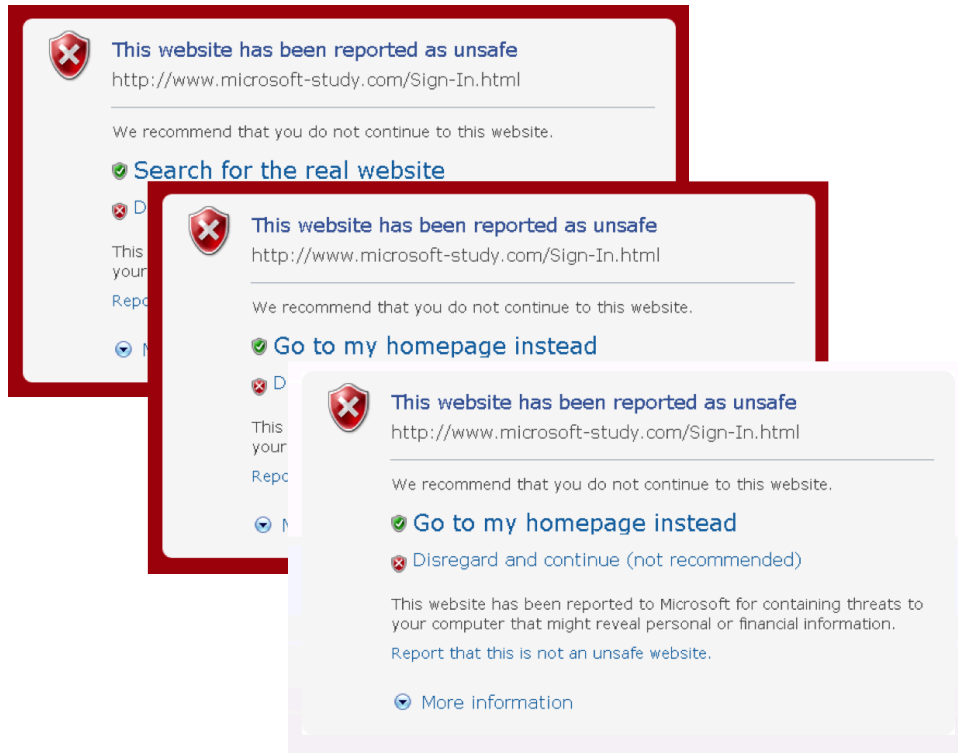 This website has been reported as unsafe
http://www.microsoft-study.com/Sign-In.html
We recommend that you do not continue to this website.
Search for the real website
D
This
your
Repo
This website has been reported as unsafe
http://www.microsoft-study.com/Sign-In.html
We recommend that you do not continue to this website.
Go to my homepage instead
D
This
your
Repo
This website has been reported as unsafe
http://www.microsoft-study.com/Sign-In.html
We recommend that you do not continue to this website.
Go to my homepage instead
Disregard and continue (not recommended)
This website has been reported to Microsoft for containing threats to
your computer that might reveal personal or financial information.
Report that this is not an unsafe website.
More information